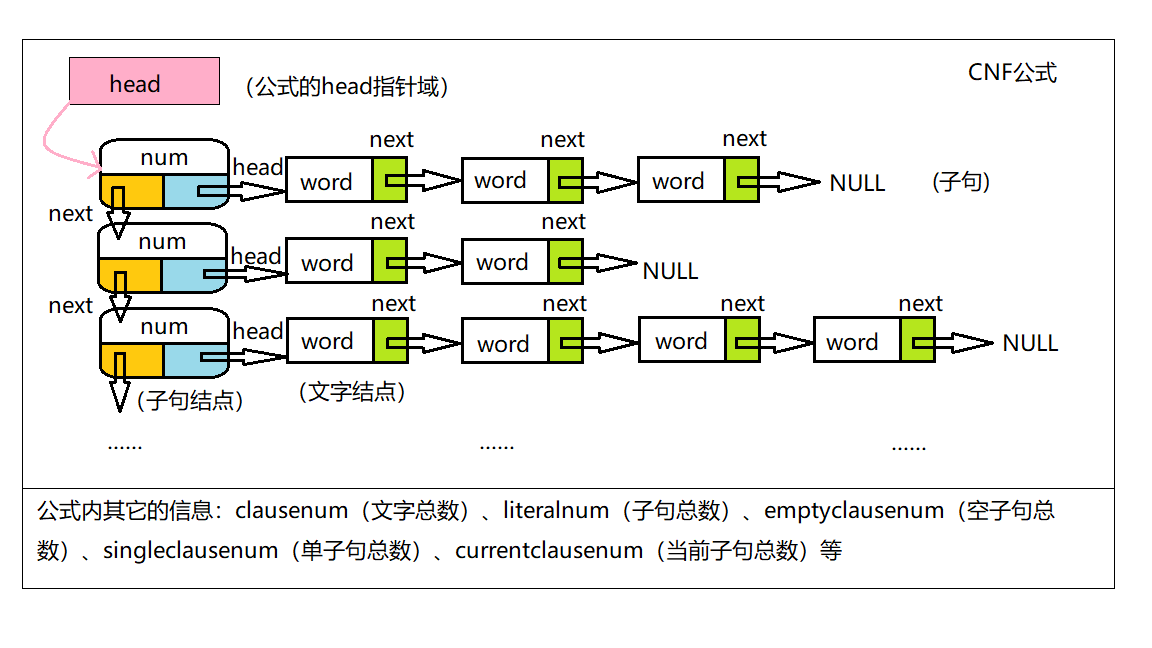 head
(公式的head指针域)
CNF公式
next next next
num head word word word NULL (子句)
next next next
num head word word NULL
next next next next next
num head word word word word NULL
(子句结点) (文字结点)
...... ...... ......
公式内其它的信息：clausenum（文字总数）、literalnum（子句总数）、emptyclausenum（空子句总
数）、singleclausenum（单子句总数）、currentclausenum（当前子句总数）等